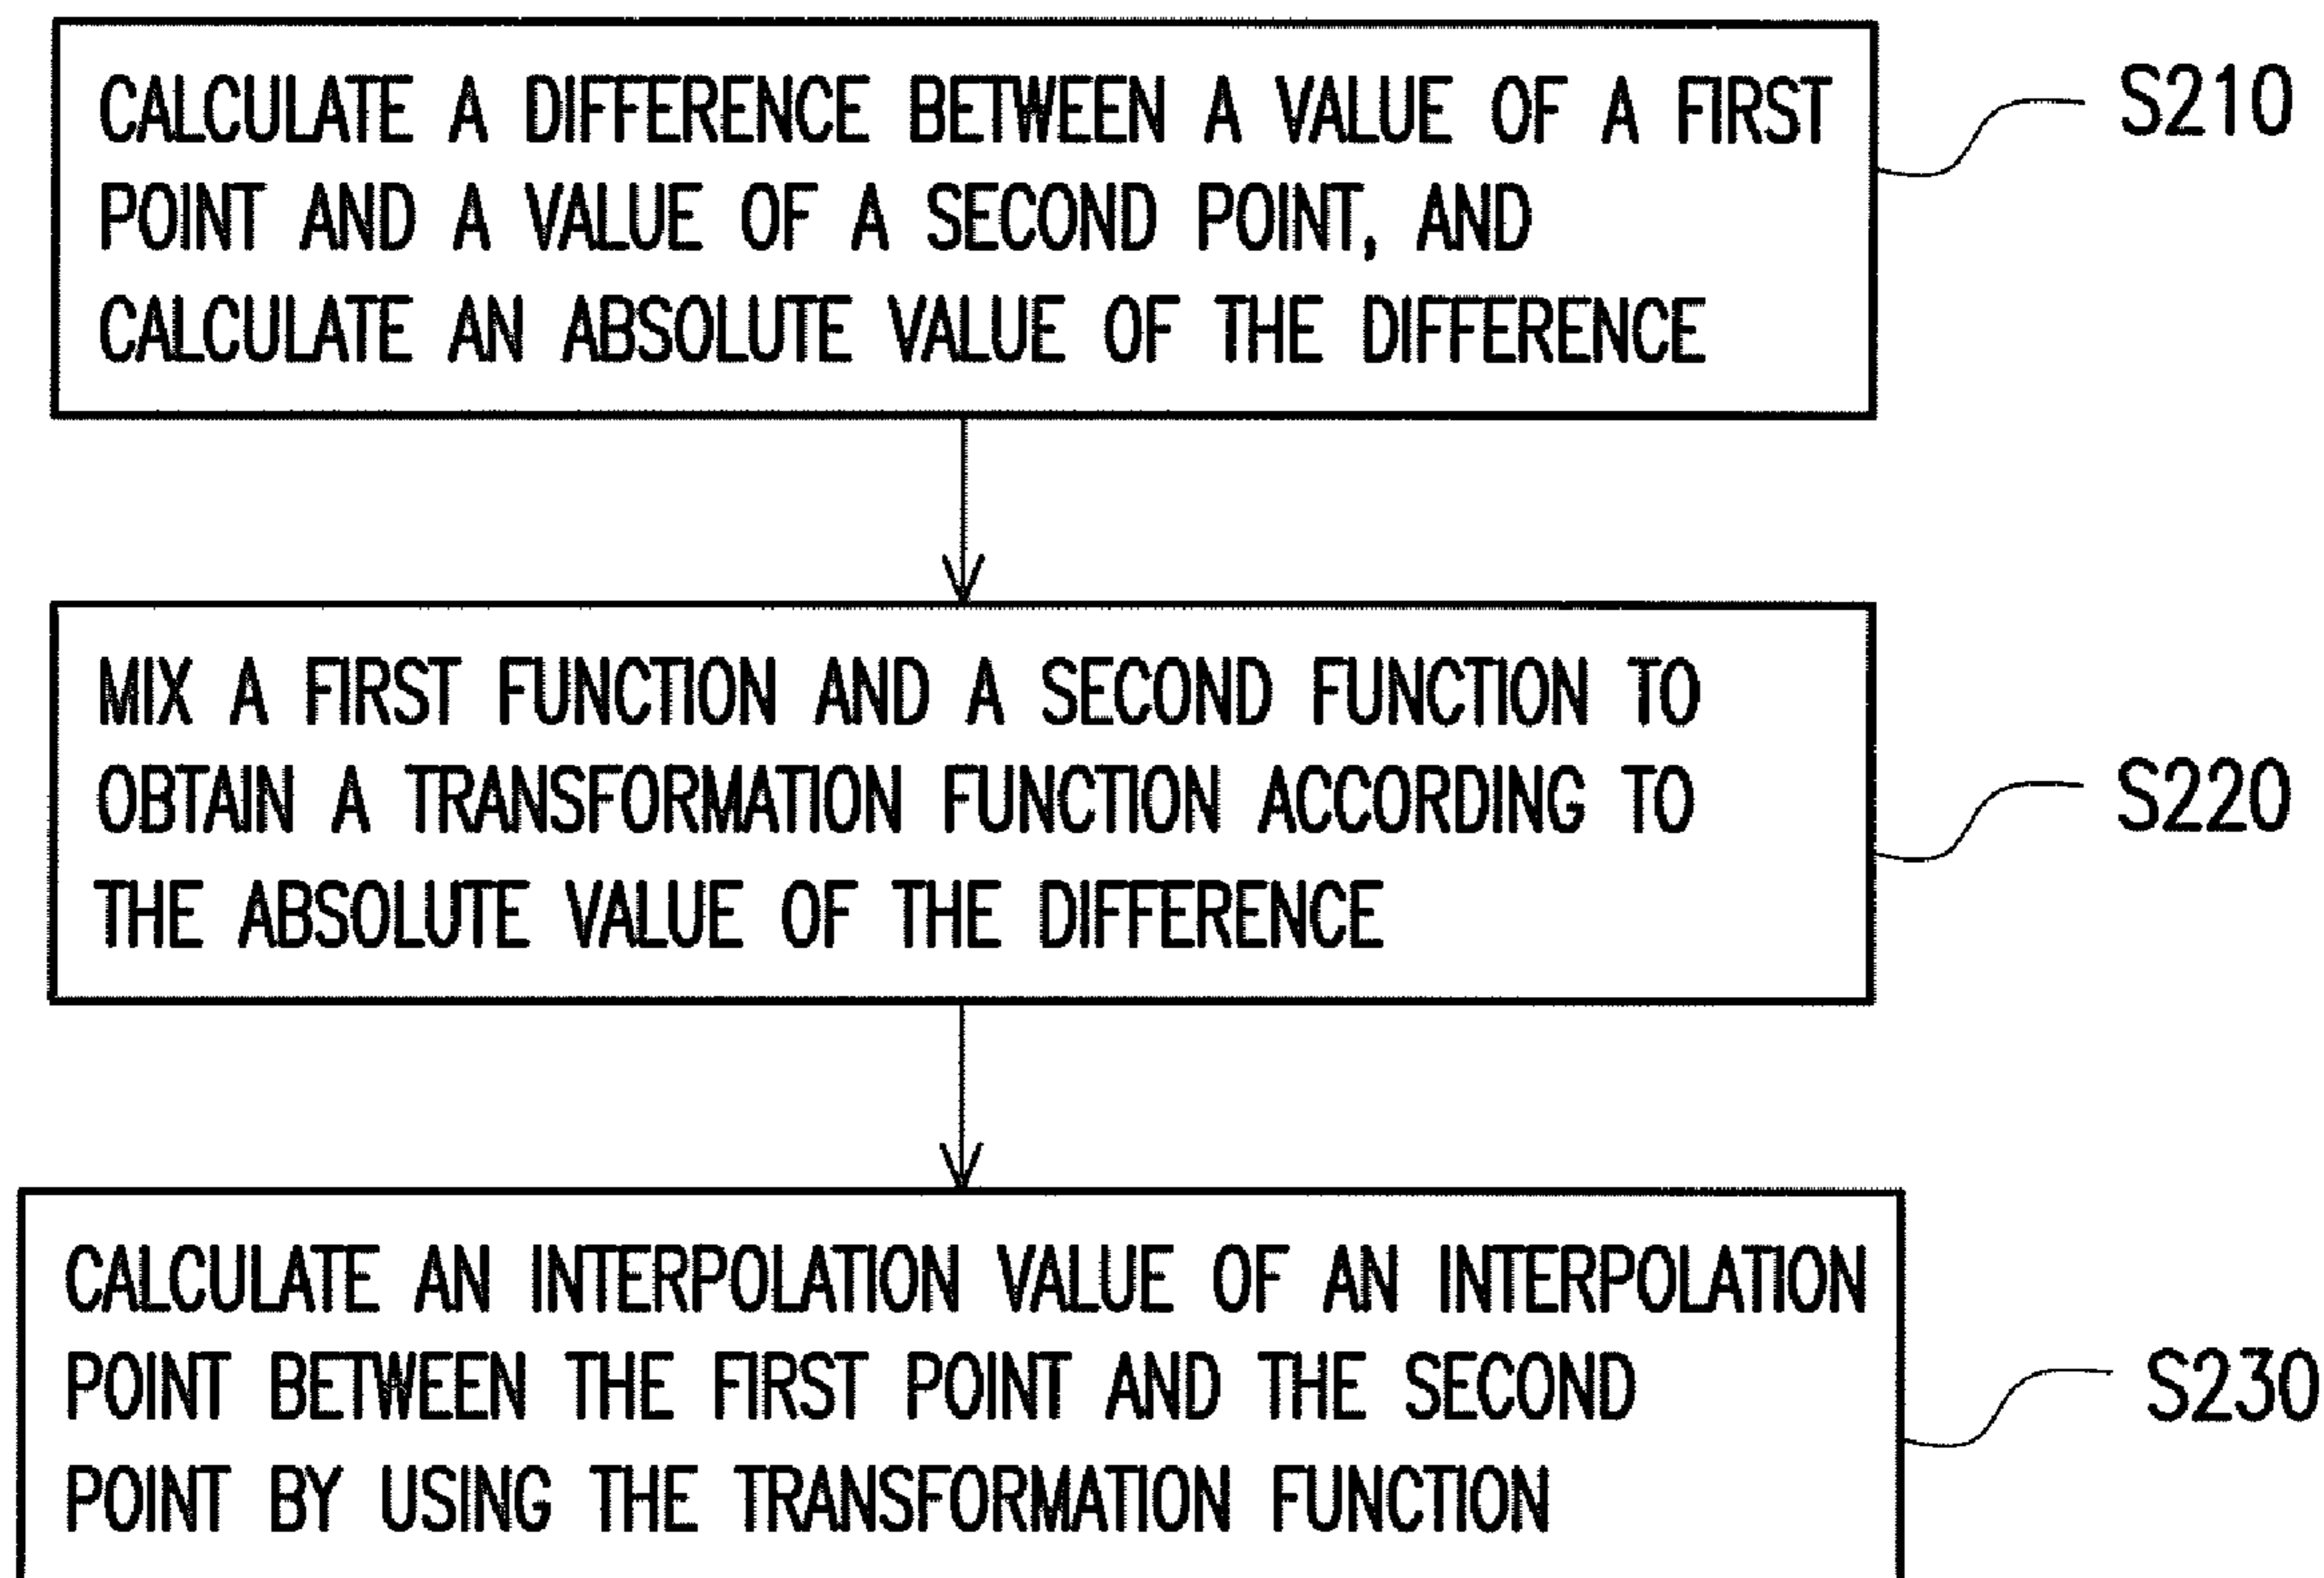 CALCULATE A DIFFERENCE BETWEEN A VALUE OF A FIRST
POINT AND A VALUE OF A SECOND POINT, AND
CALCULATE AN ABSOLUTE VALUE OF THE DIFFERENCE
S210
MIX A FIRST FUNCTION AND A SECOND FUNCTION TO
OBTAIN A TRANSFORMATION FUNCTION ACCORDING TO
THE ABSOLUTE VALUE OF THE DIFFERENCE
S220
CALCULATE AN INTERPOLATION VALUE OF AN INTERPOLATION
POINT BETWEEN THE FIRST POINT AND THE SECOND
POINT BY USING THE TRANSFORMATION FUNCTION
S230